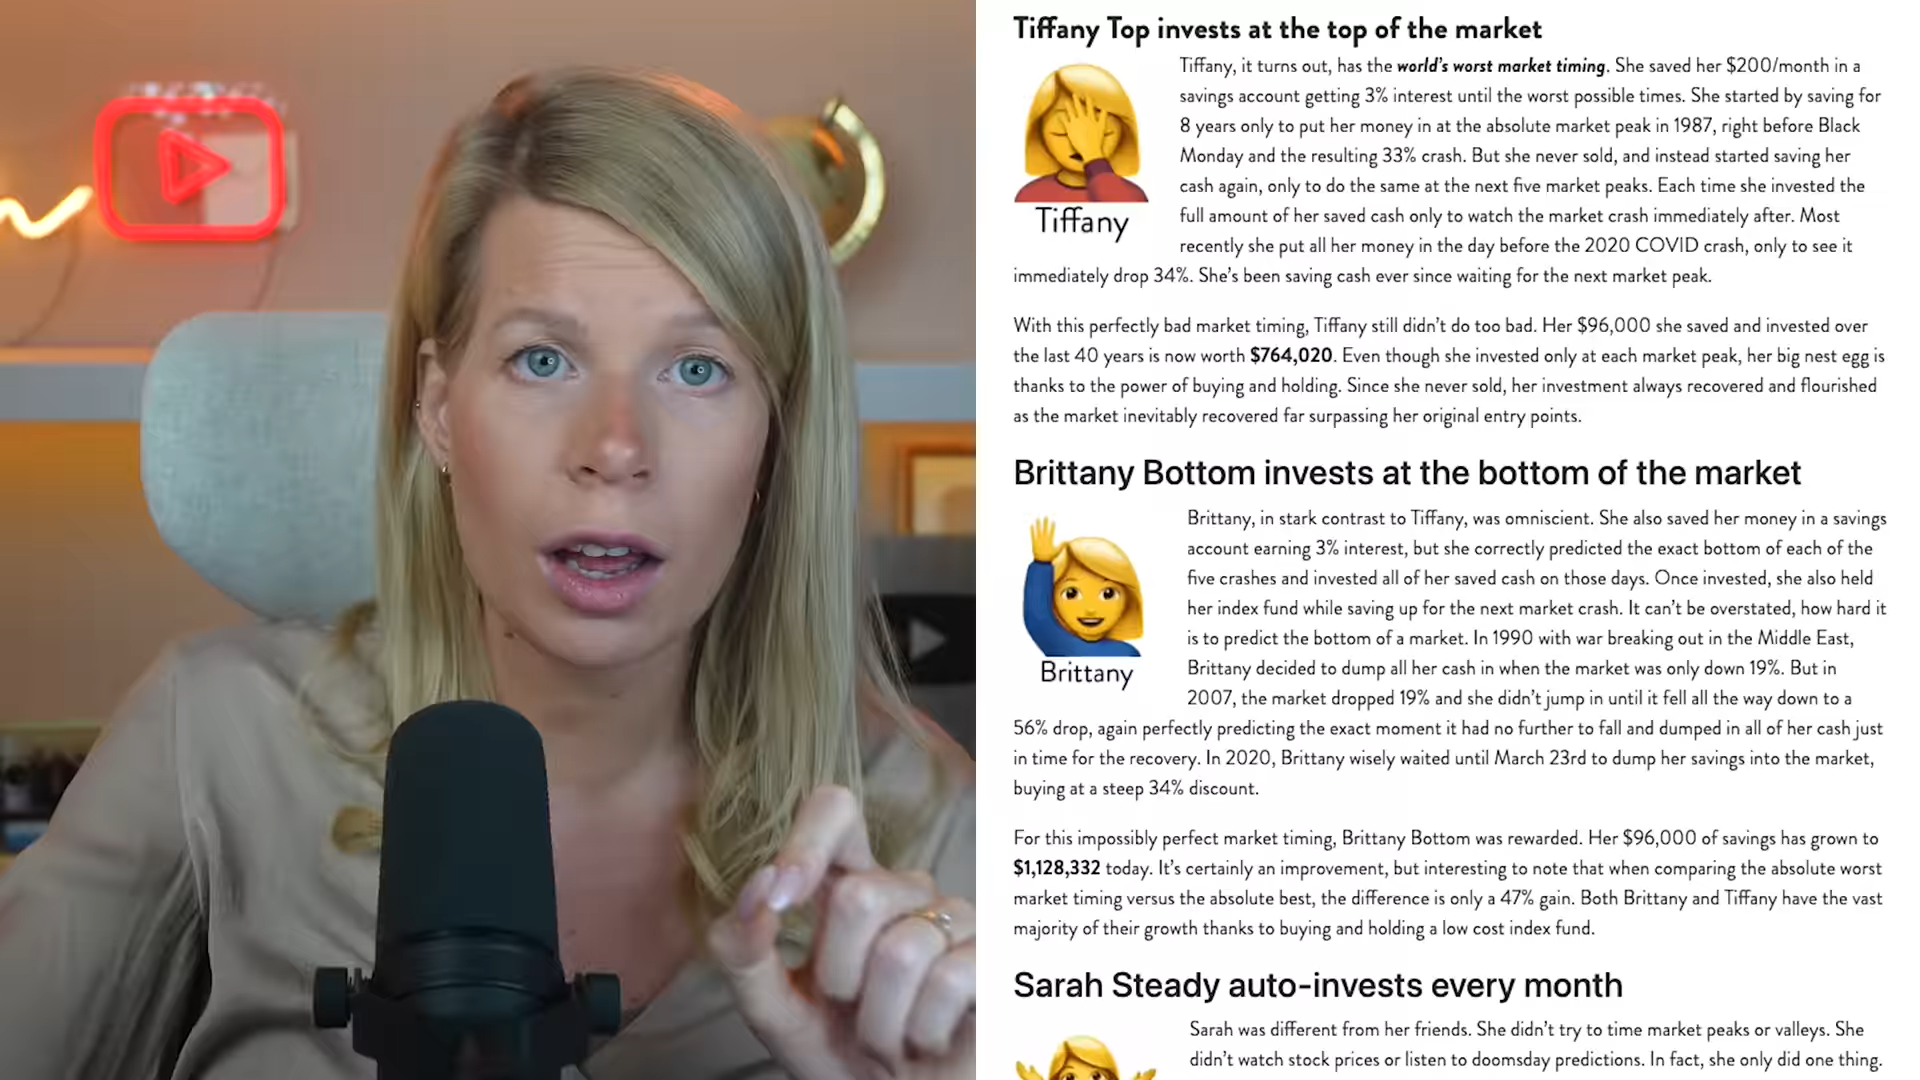 Tiffany Top invests at the top of the market
Tiffany, it turns out, has the world's worst market timing. She saved her $200/month in a
savings account getting 3% interest until the worst possible times. She started by saving for
8 years only to put her money in at the absolute market peak in 1987, right before Black
Monday and the resulting 33% crash. But she never sold, and instead started saving her
cash again, only to do the same at the next five market peaks. Each time she invested the
full amount of her saved cash only to watch the market crash immediately after. Most
recently she put all her money in the day before the 2020 COVID crash, only to see it
immediately drop 34%. She's been saving cash ever since waiting for the next market peak.
Tiffany
With this perfectly bad market timing, Tiffany still didn't do too bad. Her $96,000 she saved and invested over
the last 40 years is now worth $764,020. Even though she invested only at each market peak, her big nest egg is
thanks to the power of buying and holding. Since she never sold, her investment always recovered and flourished
as the market inevitably recovered far surpassing her original entry points.
Brittany Bottom invests at the bottom of the market
Brittany, in stark contrast to Tiffany, was omniscient. She also saved her money in a savings
account earning 3% interest, but she correctly predicted the exact bottom of each of the
five crashes and invested all of her saved cash on those days. Once invested, she also held
her index fund while saving up for the next market crash. It can't be overstated, how hard it
is to predict the bottom of a market. In 1990 with war breaking out in the Middle East,
Brittany decided to dump all her cash in when the market was only down 19%. But in
2007, the market dropped 19% and she didn't jump in until it fell all the way down to a
56% drop, again perfectly predicting the exact moment it had no further to fall and dumped in all of her cash just
in time for the recovery. In 2020, Brittany wisely waited until March 23rd to dump her savings into the market,
buying at a steep 34% discount.
Brittany
For this impossibly perfect market timing, Brittany Bottom was rewarded. Her $96,000 of savings has grown to
$1,128,332 today. It's certainly an improvement, but interesting to note that when comparing the absolute worst
market timing versus the absolute best, the difference is only a 47% gain. Both Brittany and Tiffany have the vast
majority of their growth thanks to buying and holding a low cost index fund.
Sarah Steady auto-invests every month
Sarah was different from her friends. She didn't try to time market peaks or valleys. She
didn't watch stock prices or listen to doomsday predictions. In fact, she only did one thing.